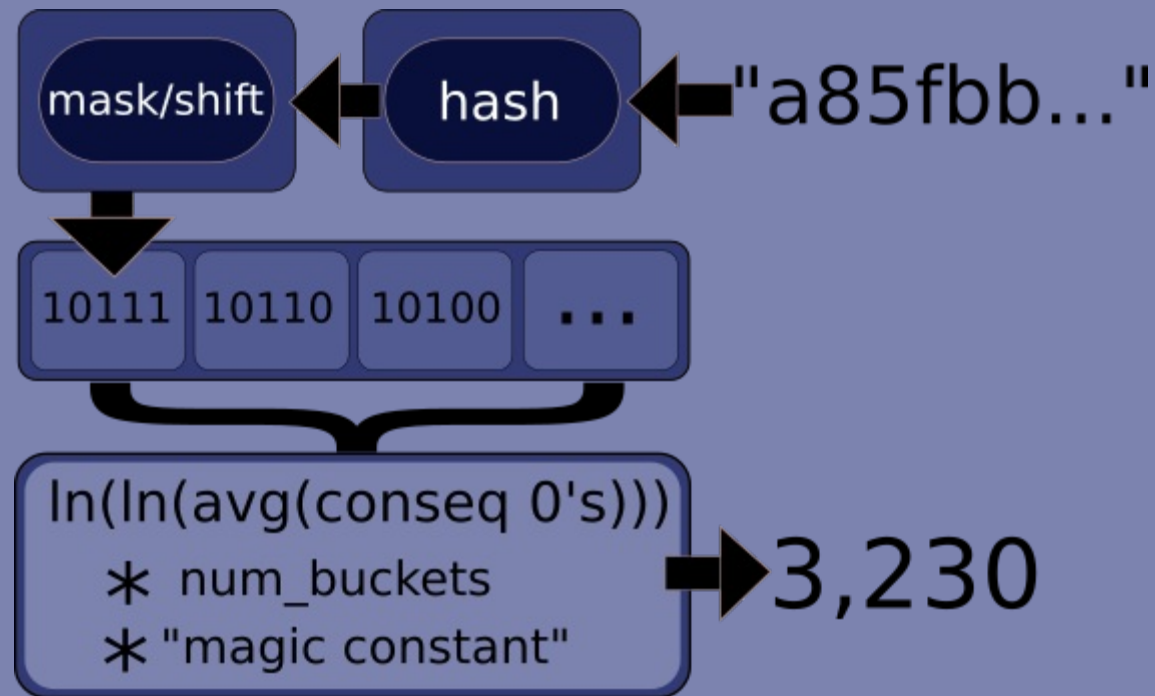 mask/shift
hash
"a85fbb..."
10111 10110 10100 ...
ln(ln(avg(conseq 0's)))
* num_buckets
* "magic constant"
3,230